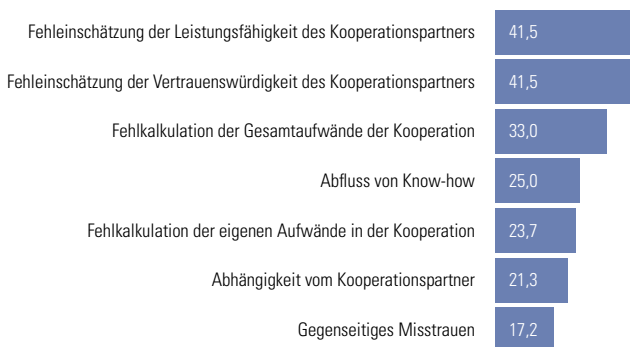 Fehleinschätzung der Leistungsfähigkeit des Kooperationspartners 41,5
Fehleinschätzung der Vertrauenswürdigkeit des Kooperationspartners 41,5
Fehlkalkulation der Gesamtaufwände der Kooperation 33,0
Abfluss von Know-how 25,0
Fehlkalkulation der eigenen Aufwände in der Kooperation 23,7
Abhängigkeit vom Kooperationspartner 21,3
Gegenseitiges Misstrauen 17,2